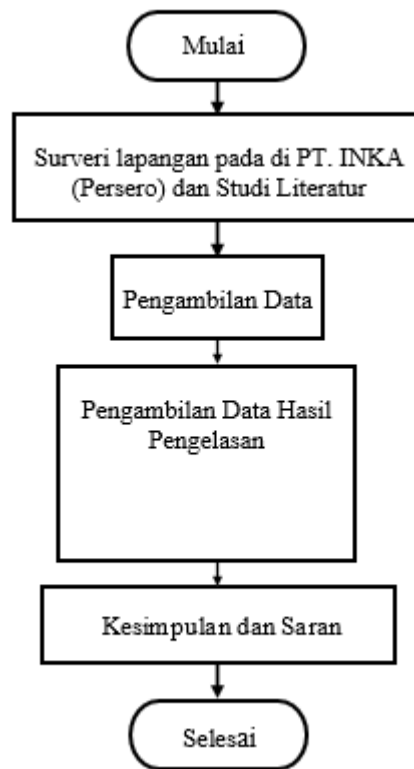 Mulai
Surveri lapangan pada di PT. INKA
(Persero) dan Studi Literatur
Pengambilan Data
Pengambilan Data Hasil
Pengelasan
Kesimpulan dan Saran
Selesai